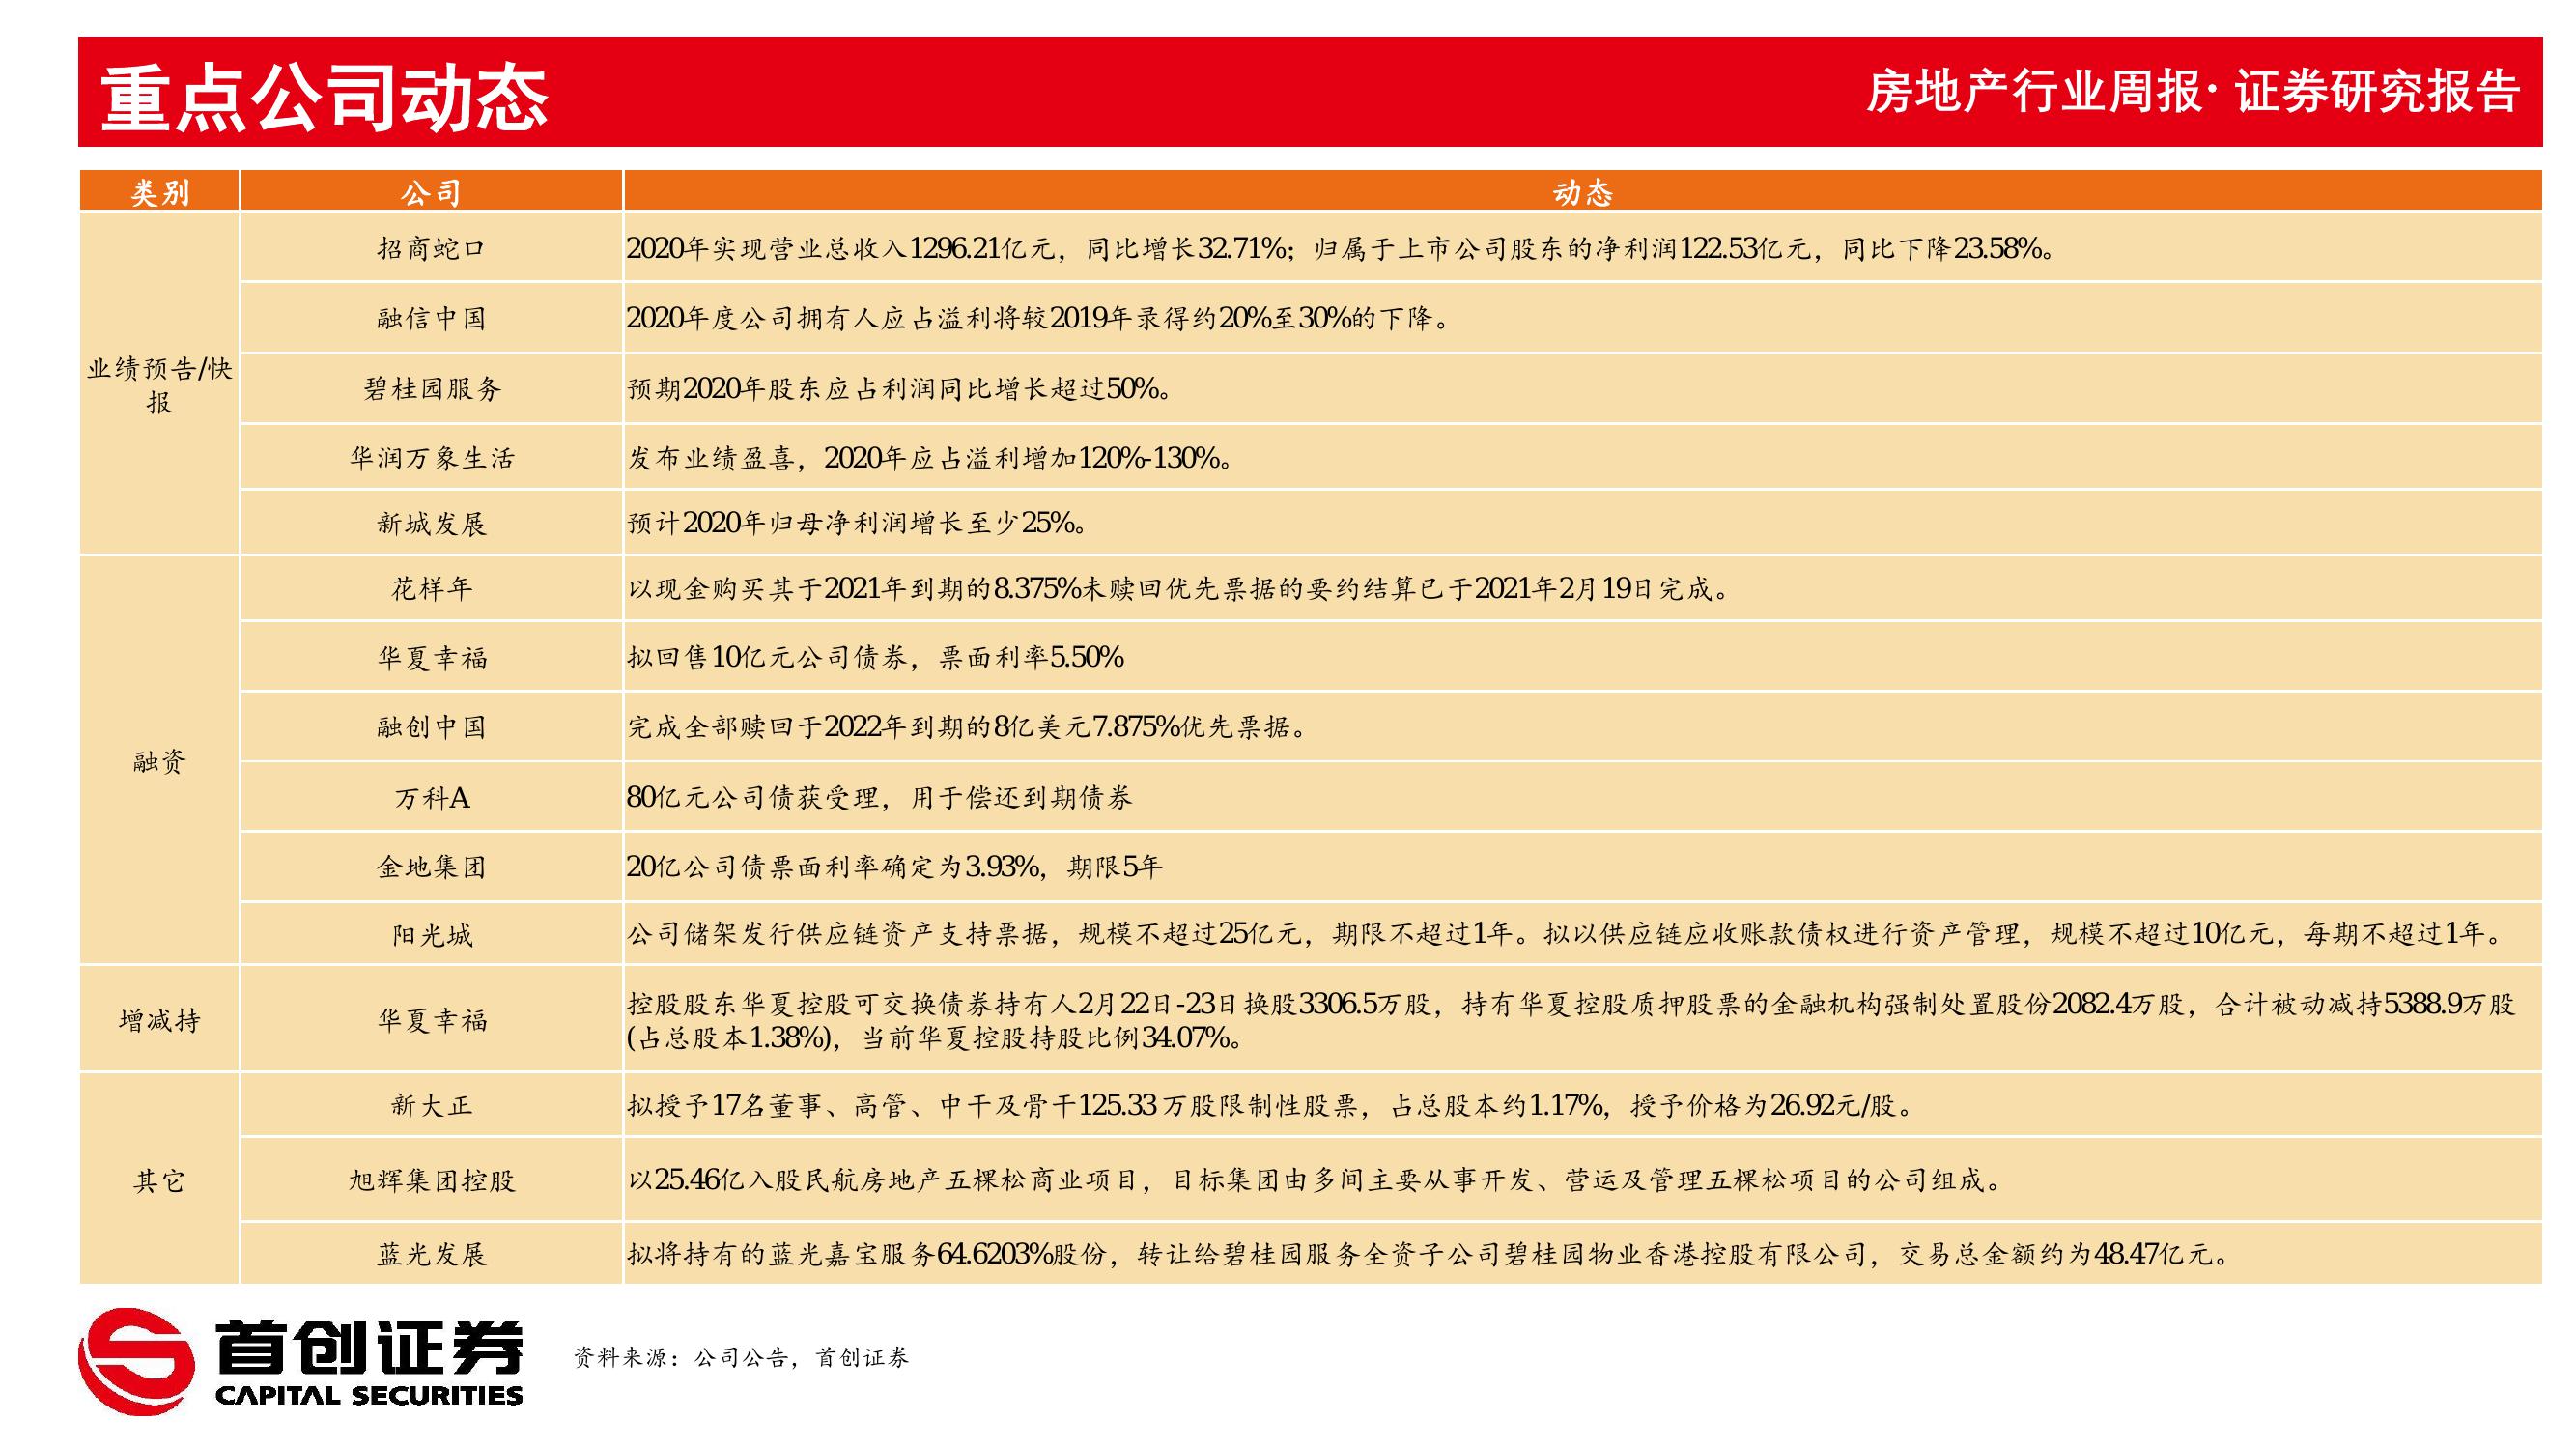 重点公司动态
房地产行业周报· 证券研究报告
类别
公司
动态
业绩预告/快
报
招商蛇口
2020年实现营业总收入1296.21亿元，同比增长32.71%；归属于上市公司股东的净利润122.53亿元，同比下降23.58%。
融信中国
2020年度公司拥有人应占溢利将较2019年录得约20%至30%的下降。
碧桂园服务
预期2020年股东应占利润同比增长超过50%。
华润万象生活
发布业绩盈喜，2020年应占溢利增加120%-130%。
新城发展
预计2020年归母净利润增长至少25%。
融资
花样年
以现金购买其于2021年到期的8.375%未赎回优先票据的要约结算已于2021年2月19日完成。
华夏幸福
拟回售10亿元公司债券，票面利率5.50%
融创中国
完成全部赎回于2022年到期的8亿美元7.875%优先票据。
万科A
80亿元公司债获受理，用于偿还到期债券
金地集团
20亿公司债票面利率确定为3.93%，期限5年
阳光城
公司储架发行供应链资产支持票据，规模不超过25亿元，期限不超过1年。拟以供应链应收账款债权进行资产管理，规模不超过10亿元，每期不超过1年。
增减持
华夏幸福
控股股东华夏控股可交换债券持有人2月22日-23日换股3306.5万股，持有华夏控股质押股票的金融机构强制处置股份2082.4万股，合计被动减持5388.9万股
(占总股本1.38%)，当前华夏控股持股比例34.07%。
其它
新大正
拟授予17名董事、高管、中干及骨干125.33 万股限制性股票，占总股本约1.17%，授予价格为26.92元/股。
旭辉集团控股
以25.46亿入股民航房地产五棵松商业项目，目标集团由多间主要从事开发、营运及管理五棵松项目的公司组成。
蓝光发展
拟将持有的蓝光嘉宝服务64.6203%股份，转让给碧桂园服务全资子公司碧桂园物业香港控股有限公司，交易总金额约为48.47亿元。
首创证券
CAPITAL SECURITIES
资料来源：公司公告，首创证券